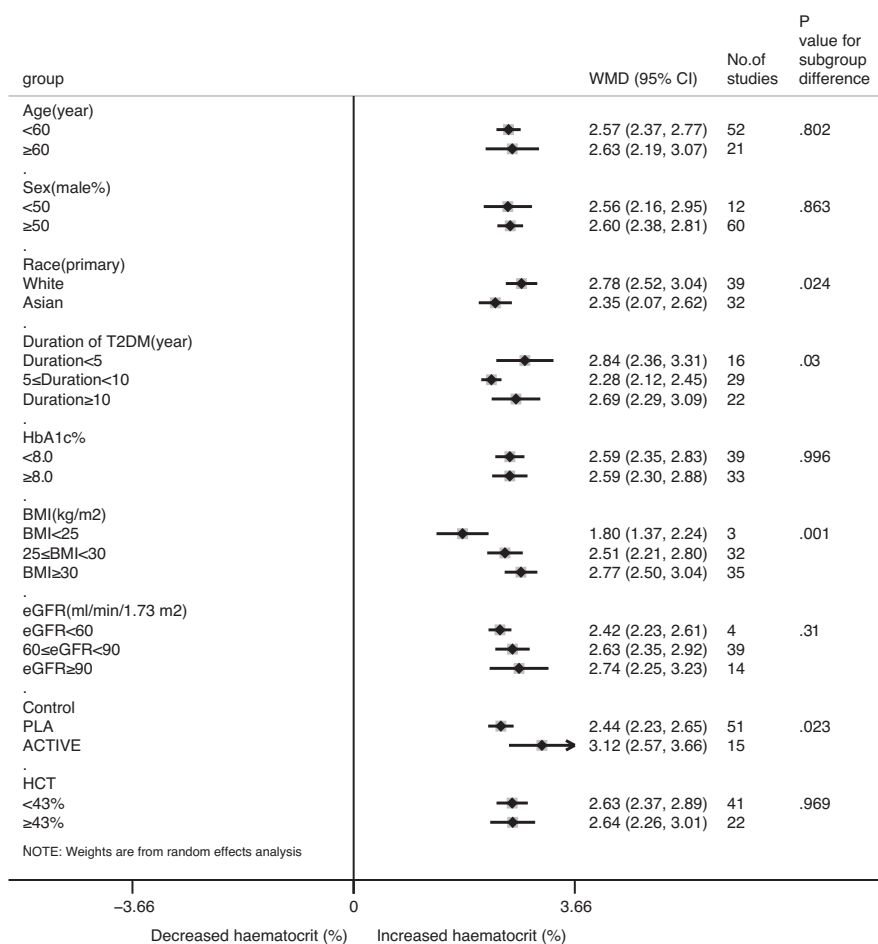 P
value for
No.of subgroup
group WMD (95% CI) studies difference
Age(year)
<60 2.57 (2.37, 2.77) 52 .802
≥60 2.63 (2.19, 3.07) 21
.
Sex(male%)
<50 2.56 (2.16, 2.95) 12 .863
≥50 2.60 (2.38, 2.81) 60
.
Race(primary)
White 2.78 (2.52, 3.04) 39 .024
Asian 2.35 (2.07, 2.62) 32
.
Duration of T2DM(year)
Duration<5 2.84 (2.36, 3.31) 16 .03
5≤Duration<10 2.28 (2.12, 2.45) 29
Duration≥10 2.69 (2.29, 3.09) 22
.
HbA1c%
<8.0 2.59 (2.35, 2.83) 39 .996
≥8.0 2.59 (2.30, 2.88) 33
.
BMI(kg/m2)
BMI<25 1.80 (1.37, 2.24) 3 .001
25≤BMI<30 2.51 (2.21, 2.80) 32
BMI≥30 2.77 (2.50, 3.04) 35
.
eGFR(ml/min/1.73 m2)
eGFR<60 2.42 (2.23, 2.61) 4 .31
60≤eGFR<90 2.63 (2.35, 2.92) 39
eGFR≥90 2.74 (2.25, 3.23) 14
.
Control
PLA 2.44 (2.23, 2.65) 51 .023
ACTIVE 3.12 (2.57, 3.66) 15
.
HCT
<43% 2.63 (2.37, 2.89) 41 .969
≥43% 2.64 (2.26, 3.01) 22
NOTE: Weights are from random effects analysis
−3.66 0 3.66
Decreased haematocrit (%) Increased haematocrit (%)